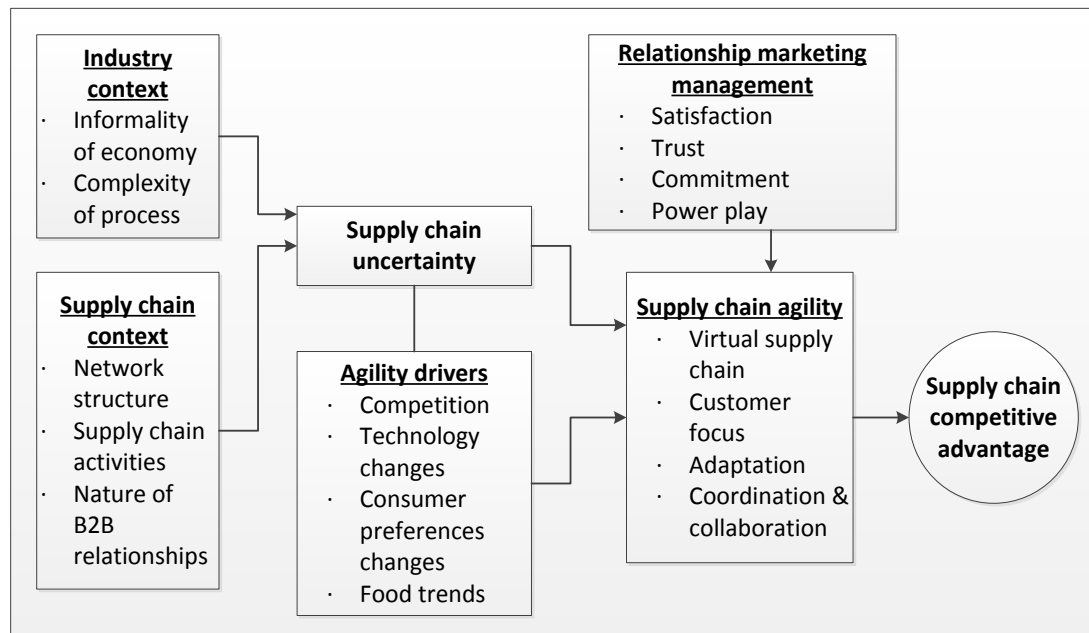 Industry
context
· Informality
of economy
· Complexity
of process
Relationship marketing
management
· Satisfaction
· Trust
· Commitment
· Power play
Supply chain
uncertainty
Supply chain
context
· Network
structure
· Supply chain
activities
· Nature of
B2B
relationships
Agility drivers
· Competition
· Technology
changes
· Consumer
preferences
changes
· Food trends
Supply chain agility
· Virtual supply
chain
· Customer
focus
· Adaptation
· Coordination &
collaboration
Supply chain
competitive
advantage